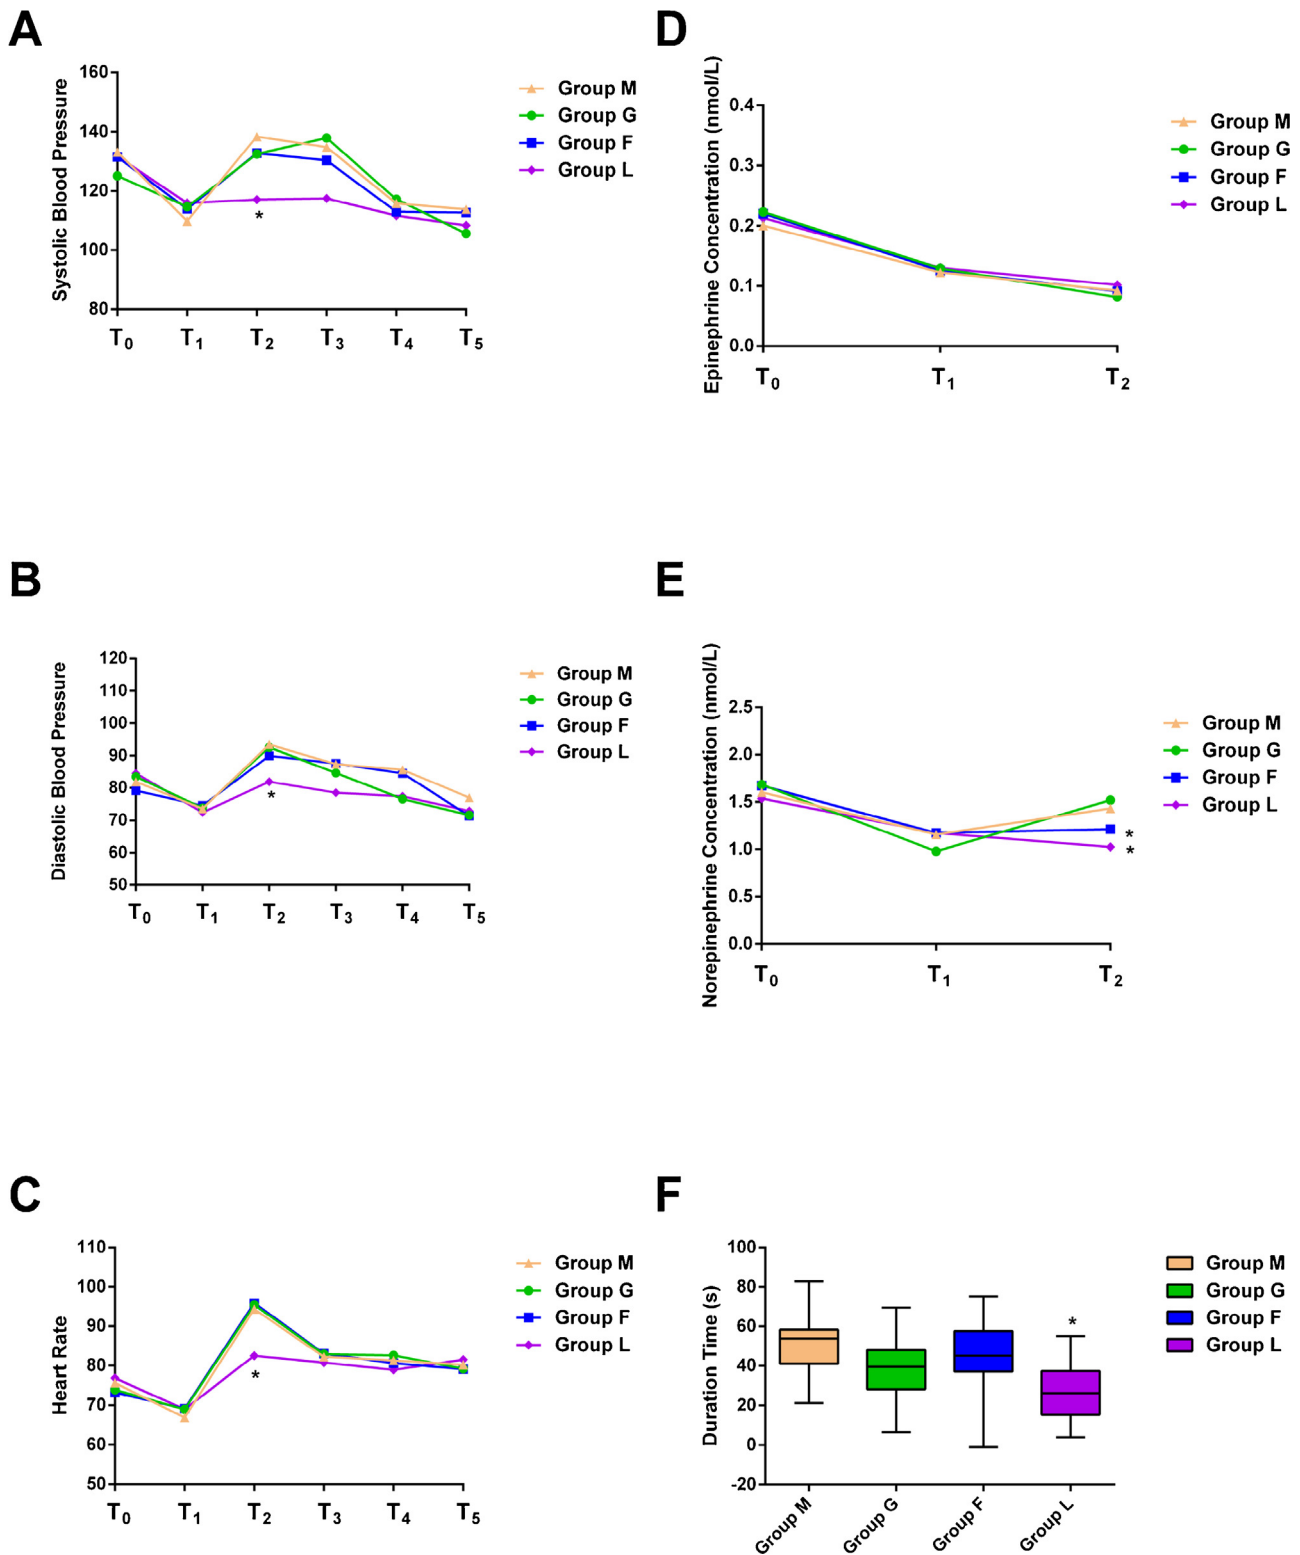 A
Systolic Blood Pressure
160
140
120
100
80
T0 T1 T2 T3 T4 T5
*
Group M
Group G
Group F
Group L
D
Epinephrine Concentration (nmol/L)
0.4
0.3
0.2
0.1
0.0
T0 T1 T2
Group M
Group G
Group F
Group L
B
Diastolic Blood Pressure
120
110
100
90
80
70
60
50
T0 T1 T2 T3 T4 T5
*
Group M
Group G
Group F
Group L
E
Norepinephrine Concentration (nmol/L)
2.5
2.0
1.5
1.0
0.5
0.0
T0 T1 T2
*
*
Group M
Group G
Group F
Group L
C
Heart Rate
110
100
90
80
70
60
50
T0 T1 T2 T3 T4 T5
*
Group M
Group G
Group F
Group L
F
Duration Time (s)
100
80
60
40
20
0
-20
*
Group M
Group G
Group F
Group L
Group M
Group G
Group F
Group L